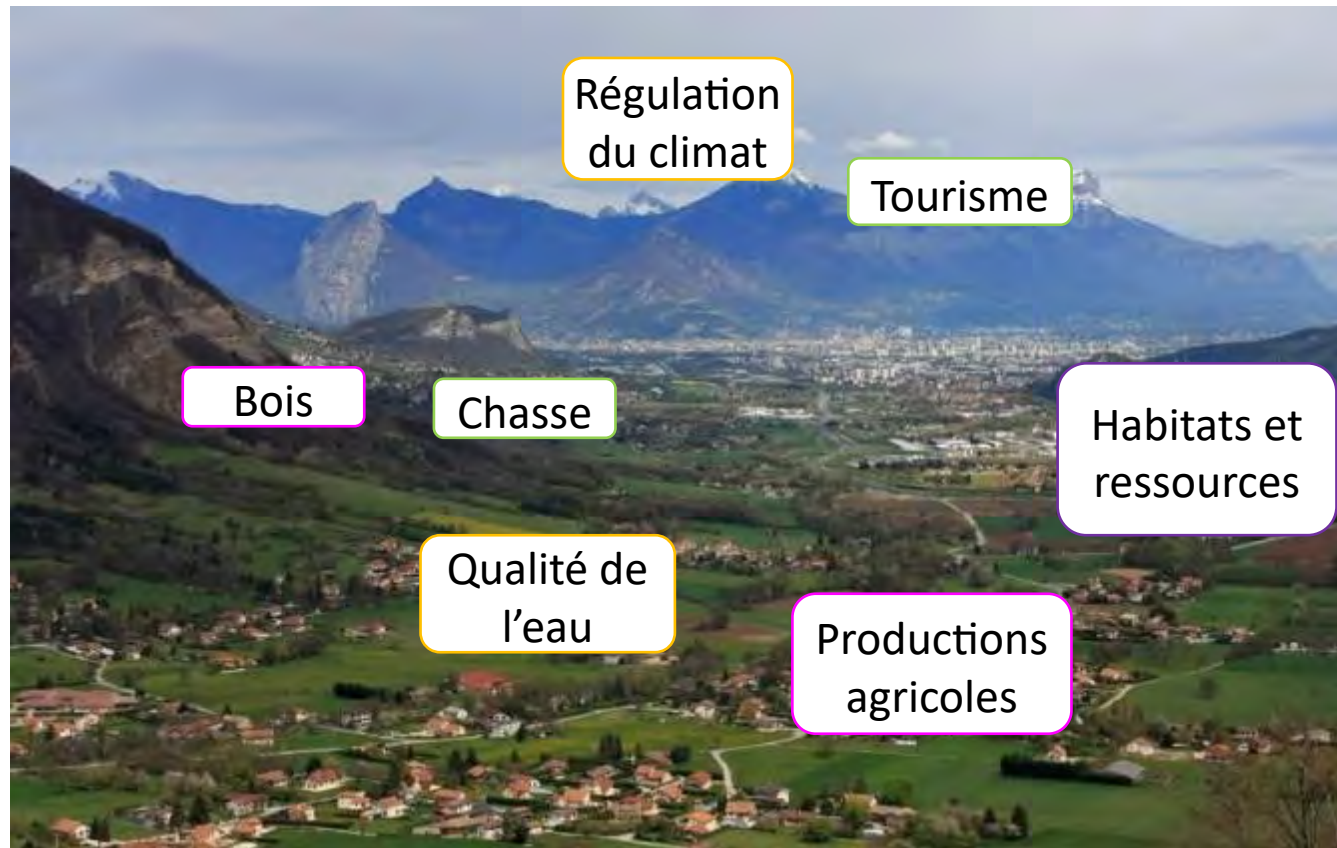 Régulation
du climat
Tourisme
Bois
Chasse
Habitats et
ressources
Qualité de
l’eau
Productions
agricoles